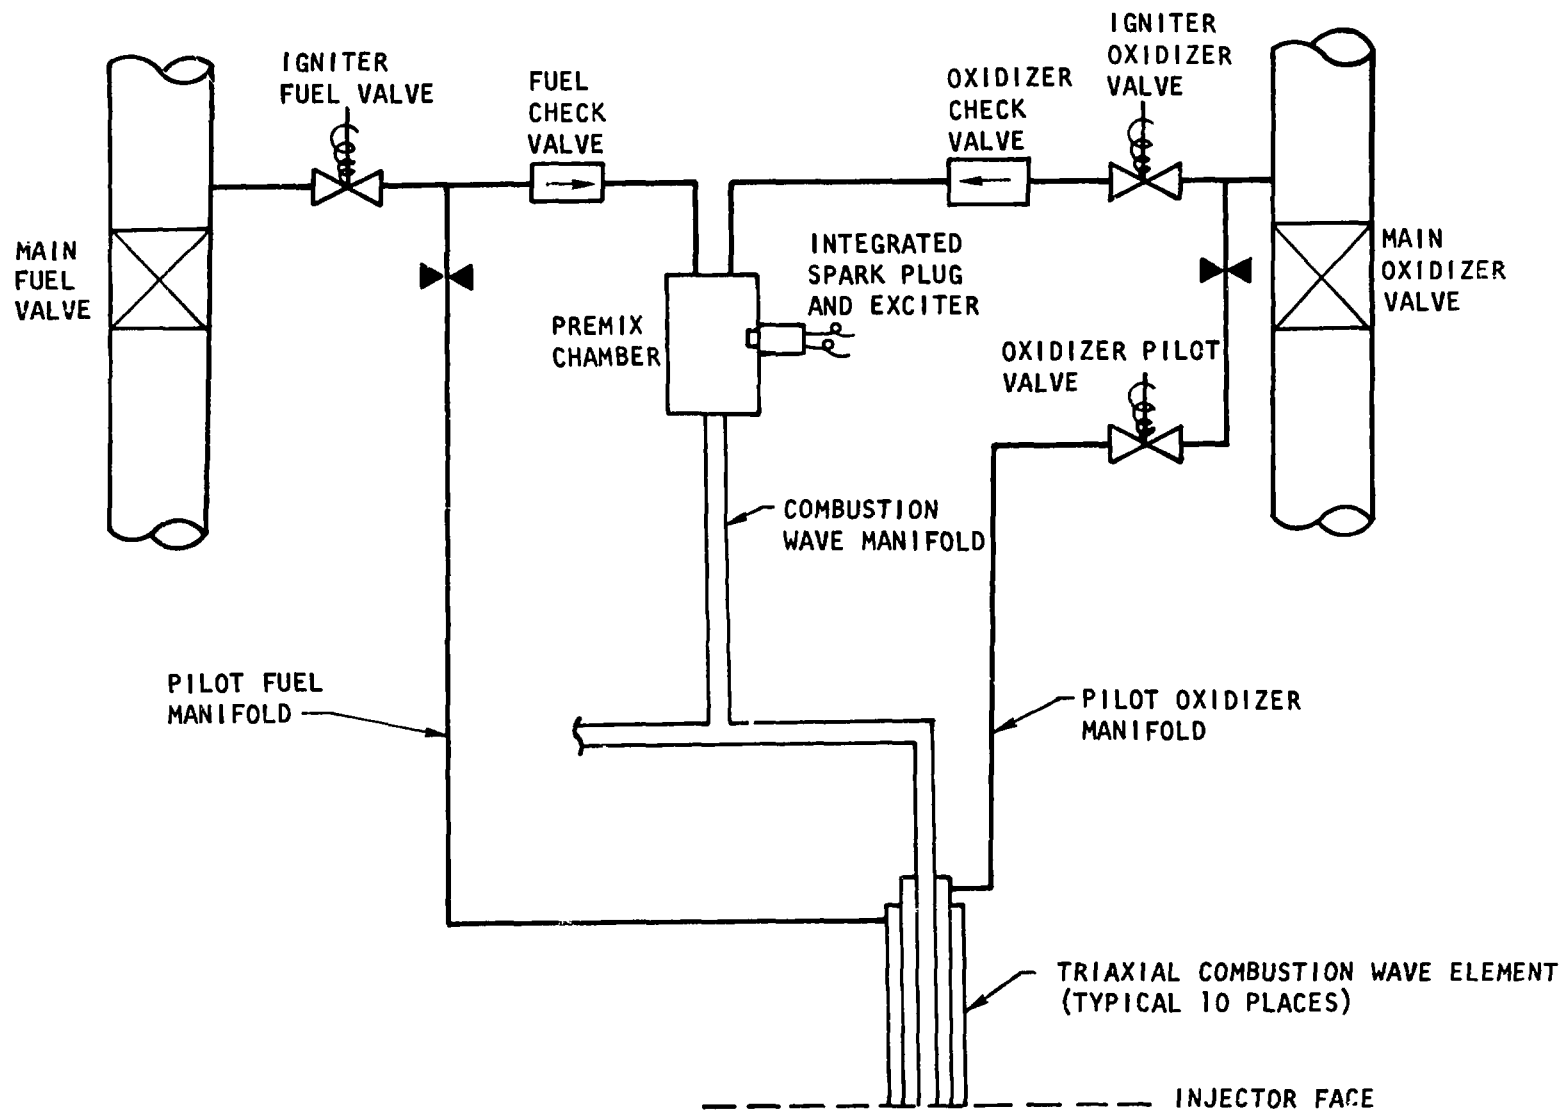 IGNITER
FUEL VALVE
FUEL
CHECK
VALVE
OXIDIZER
CHECK
VALVE
IGNITER
OXIDIZER
VALVE
MAIN
FUEL
VALVE
PREMIX
CHAMBER
INTEGRATED
SPARK PLUG
AND EXCITER
MAIN
OXIDIZER
VALVE
OXIDIZER PILOT
VALVE
COMBUSTION
WAVE MANIFOLD
PILOT FUEL
MANIFOLD
PILOT OXIDIZER
MANIFOLD
TRIAXIAL COMBUSTION WAVE ELEMENT
(TYPICAL 10 PLACES)
INJECTOR FACE